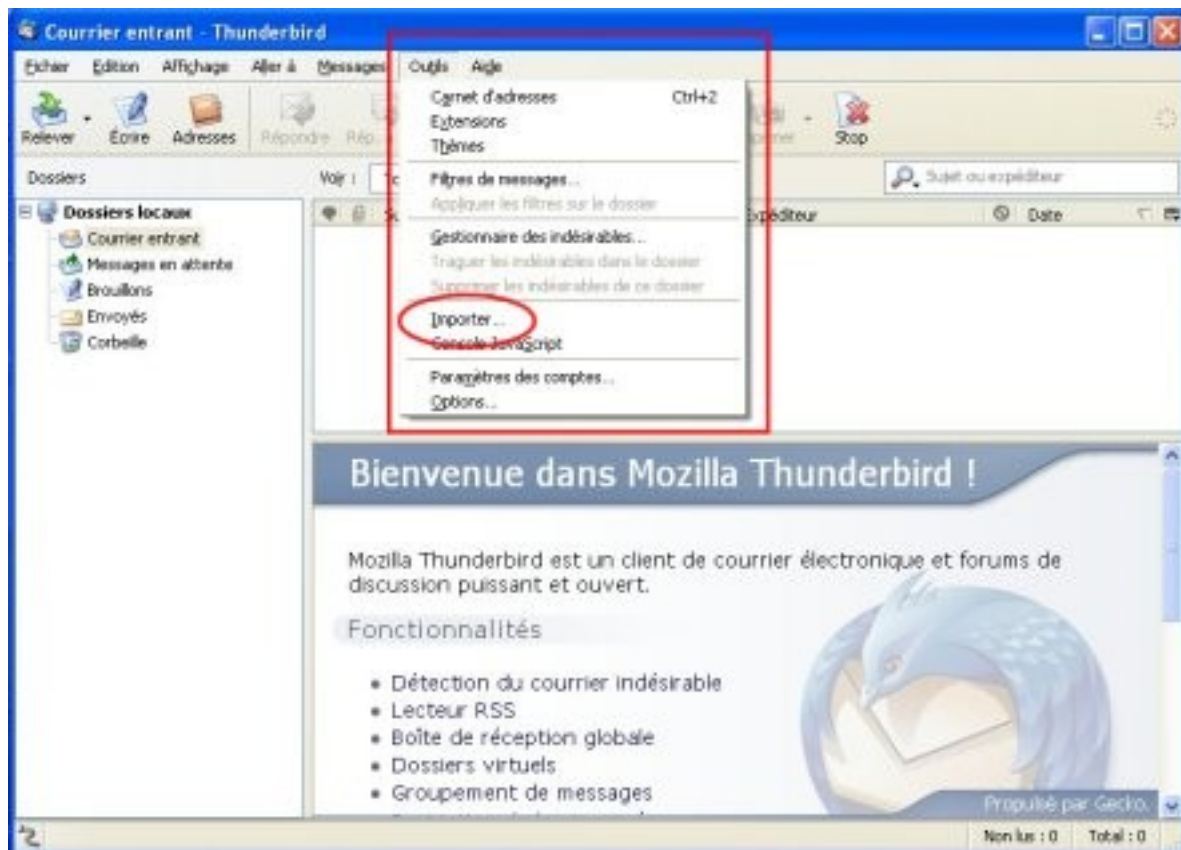 Courrier entrant - Thunderbird
Fichier Edition Affichage Aller à Messages Outils Aide
Relever Écrire Adresses Répondre Rép. Stop
Dossiers Voir : Sujet ou expéditeur
Dossiers locaux
Courrier entrant
Messages en attente
Brouillons
Envoyés
Corbeille
Expéditeur Date
Carnet d'adresses Ctrl+2
Extensions
Thèmes
Filtres de messages...
Appliquer les filtres sur le dossier
Gestionnaire des indésirables...
Traquer les indésirables dans le dossier
Supprimer les indésirables de ce dossier
Importer...
Console JavaScript
Paramètres des comptes...
Options...
Bienvenue dans Mozilla Thunderbird !
Mozilla Thunderbird est un client de courrier électronique et forums de
discussion puissant et ouvert.
Fonctionnalités
Détection du courrier indésirable
Lecteur RSS
Boîte de réception globale
Dossiers virtuels
Groupement de messages
Propulsé par Gecko.
Non lus : 0 Total : 0